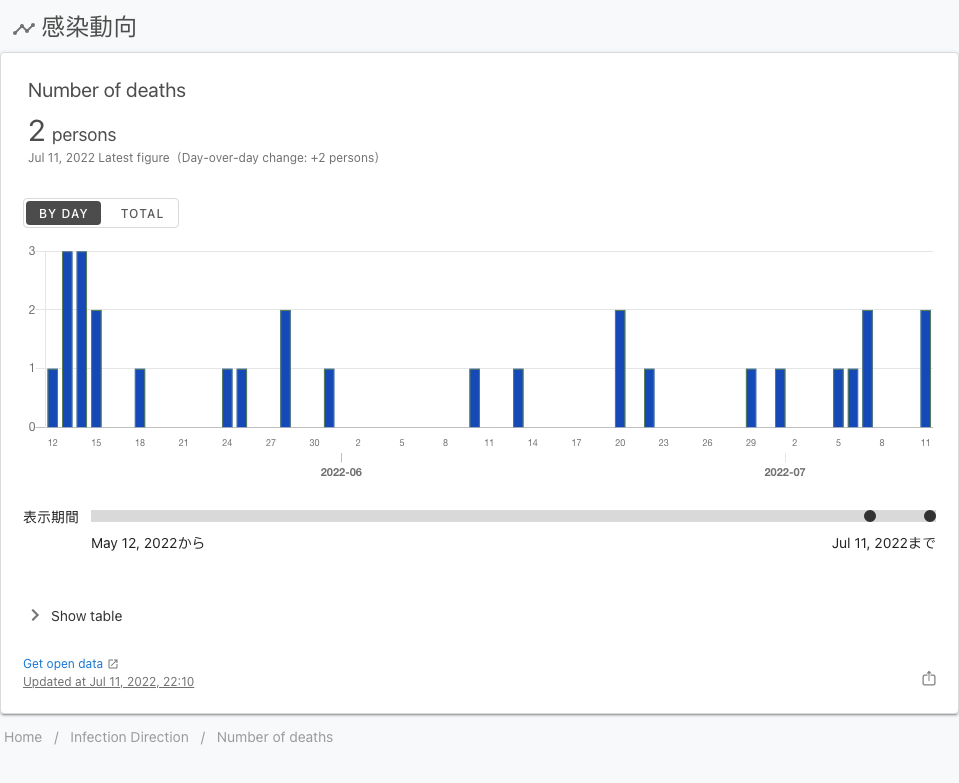 感染動向
Number of deaths
2 persons
Jul 11, 2022 Latest figure（Day-over-day change: +2 persons）
BY DAY TOTAL
3
2
1
0
12 15 18 21 24 27 30 2 5 8 11 14 17 20 23 26 29 2 5 8 11
2022-06 2022-07
表示期間
May 12, 2022から Jul 11, 2022まで
Show table
Get open data
Updated at Jul 11, 2022, 22:10
Home / Infection Direction / Number of deaths